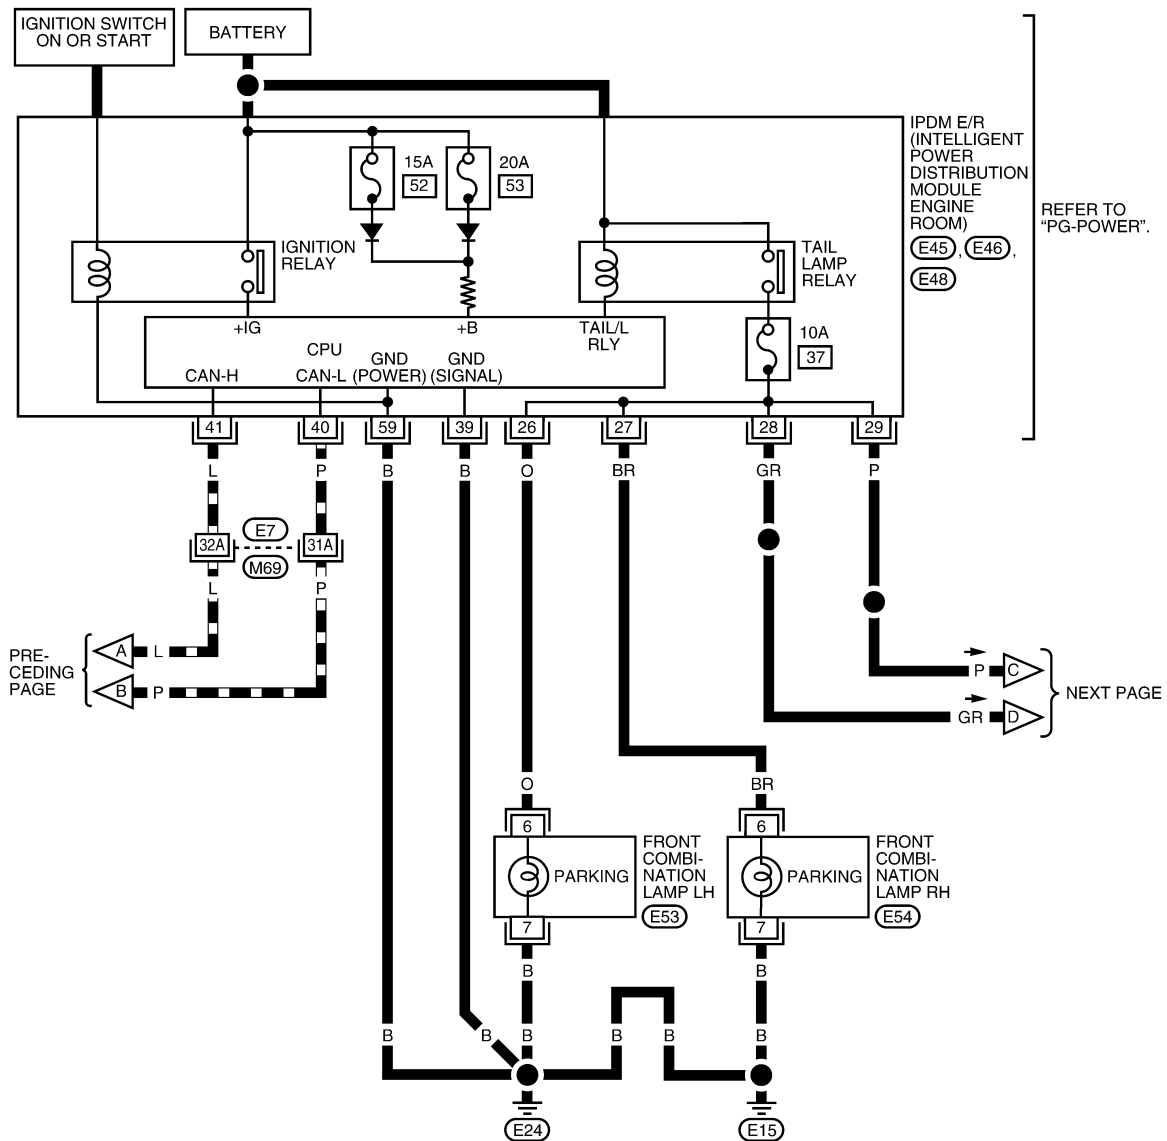 IGNITION SWITCH
ON OR START
BATTERY
IPDM E/R
(INTELLIGENT
POWER
DISTRIBUTION
MODULE
ENGINE
ROOM)
E45 , E46 ,
E48
REFER TO
“PG-POWER”.
15A
52
20A
53
IGNITION
RELAY
TAIL
LAMP
RELAY
+IG
+B
TAIL/L
RLY
10A
37
CPU
CAN-H
CAN-L
GND
(POWER)
GND
(SIGNAL)
41
40
59
39
26
27
28
29
L
P
B
B
O
BR
GR
P
32A
E7
M69
31A
L
P
PRE-
CEDING
PAGE
A
L
B
P
P
C
GR
D
NEXT PAGE
O
BR
6
6
PARKING
FRONT
COMBI-
NATION
LAMP LH
E53
PARKING
FRONT
COMBI-
NATION
LAMP RH
E54
7
7
B
B
B
B
B
B
B
B
E24
E15